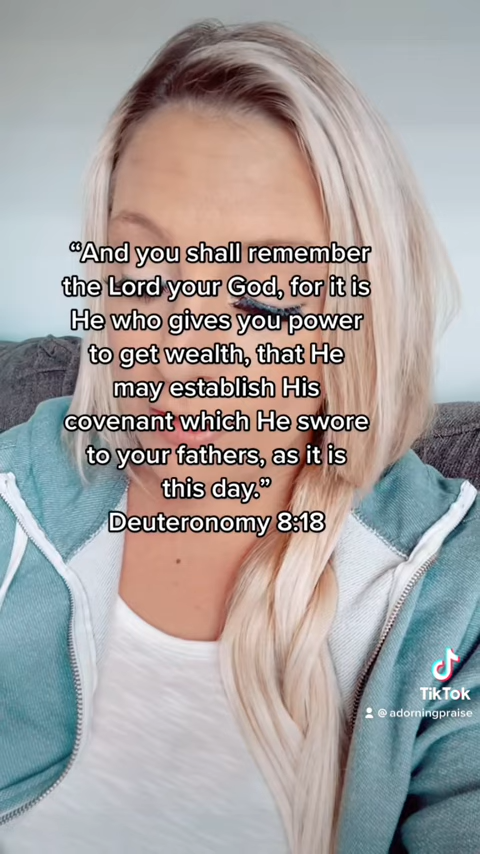 “And you shall remember
the Lord your God, for it is
He who gives you power
to get wealth, that He
may establish His
covenant which He swore
to your fathers, as it is
this day.”
Deuteronomy 8:18
TikTok
@ adorningpraise